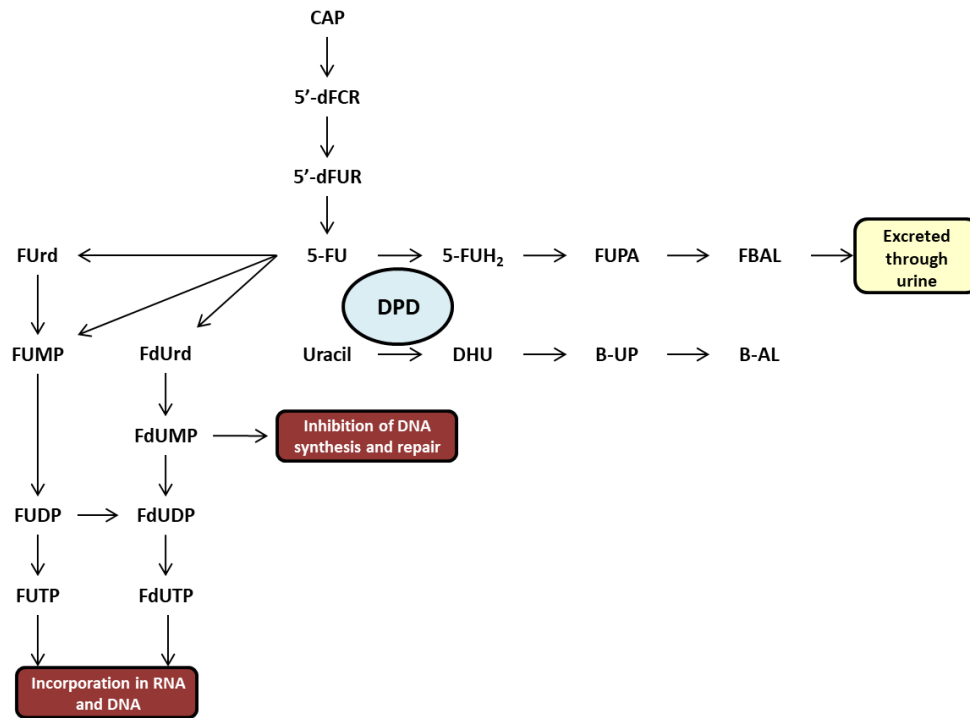 CAP
5’-dFCR
5’-dFUR
FUrd
5-FU
5-FUH₂
FUPA
FBAL
Excreted
through
urine
DPD
FUMP
FdUrd
Uracil
DHU
B-UP
B-AL
FdUMP
Inhibition of DNA
synthesis and repair
FUDP
FdUDP
FUTP
FdUTP
Incorporation in RNA
and DNA